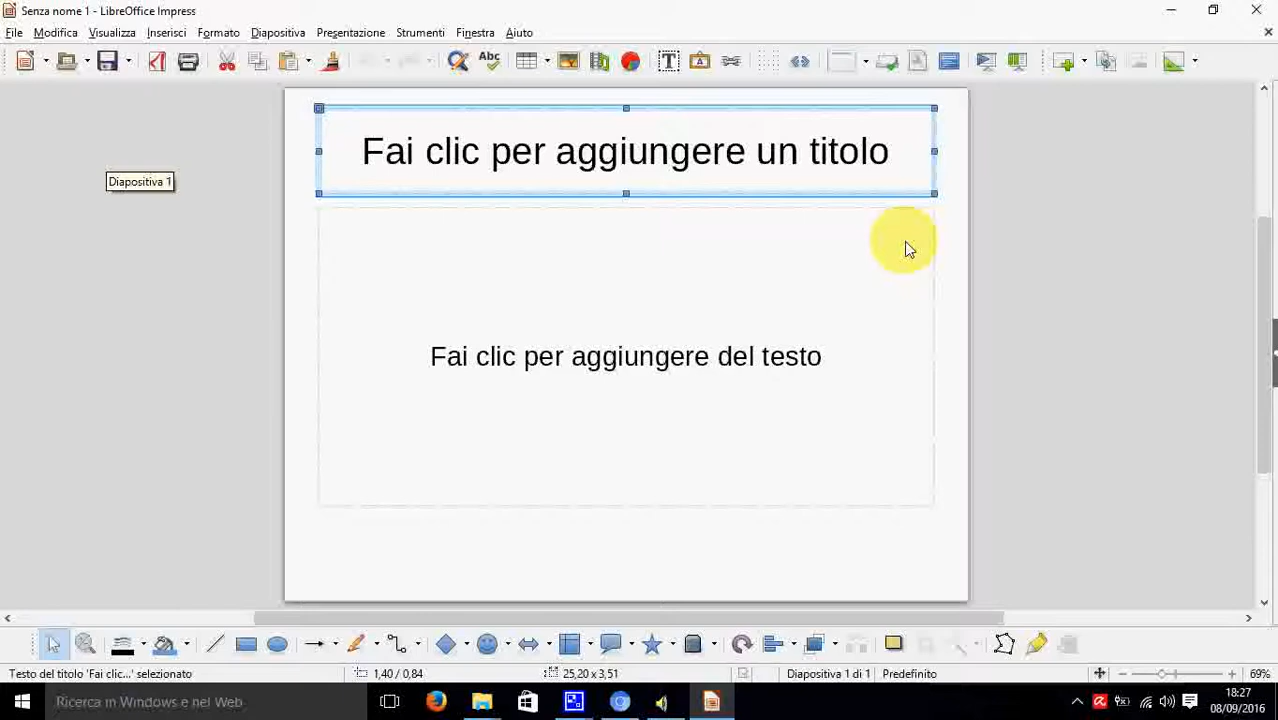 Senza nome 1 - LibreOffice Impress
File Modifica Visualizza Inserisci Formato Diapositiva Presentazione Strumenti Finestra Aiuto
Abc
T
A
Fai clic per aggiungere un titolo
Diapositiva 1
Fai clic per aggiungere del testo
Testo del titolo 'Fai clic...' selezionato 1,40 / 0,84 25,20 x 3,51 Diapositiva 1 di 1 Predefinito 69%
Ricerca in Windows e nel Web
18:27
08/09/2016